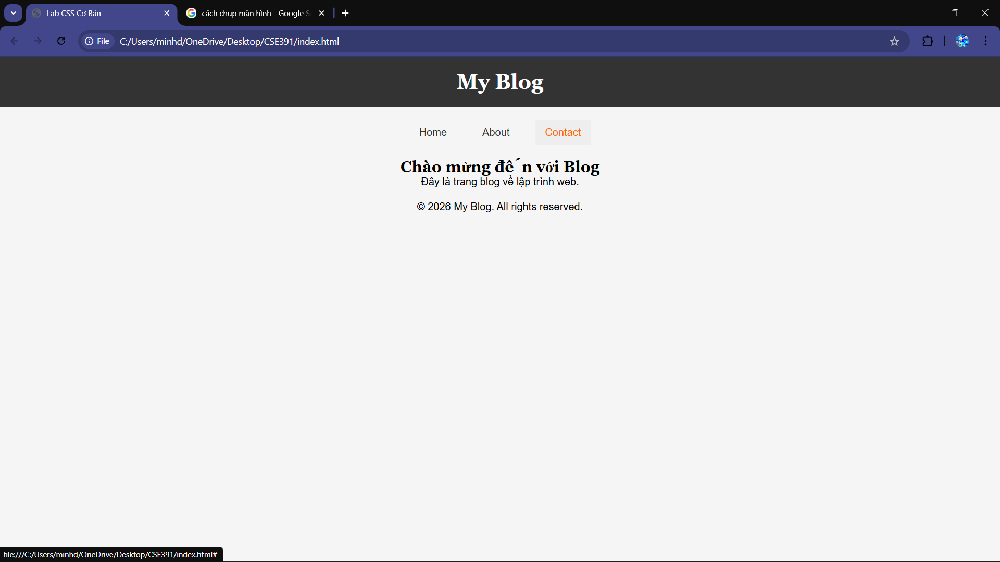 Lab CSS Cơ Bản
cách chụp màn hình - Google S
File
C:/Users/minhd/OneDrive/Desktop/CSE391/index.html
My Blog
Home About Contact
Chào mừng đến với Blog
Đây là trang blog về lập trình web.
© 2026 My Blog. All rights reserved.
file:///C:/Users/minhd/OneDrive/Desktop/CSE391/index.html#